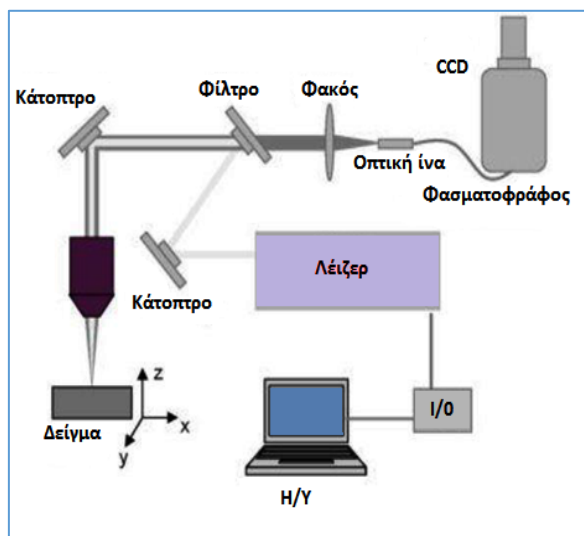 CCD
Κάτοπτρο
Φίλτρο
Φακός
Οπτική ίνα
Φασματοφράφος
Λέιζερ
Κάτοπτρο
z
x
y
Δείγμα
I/0
Η/Υ